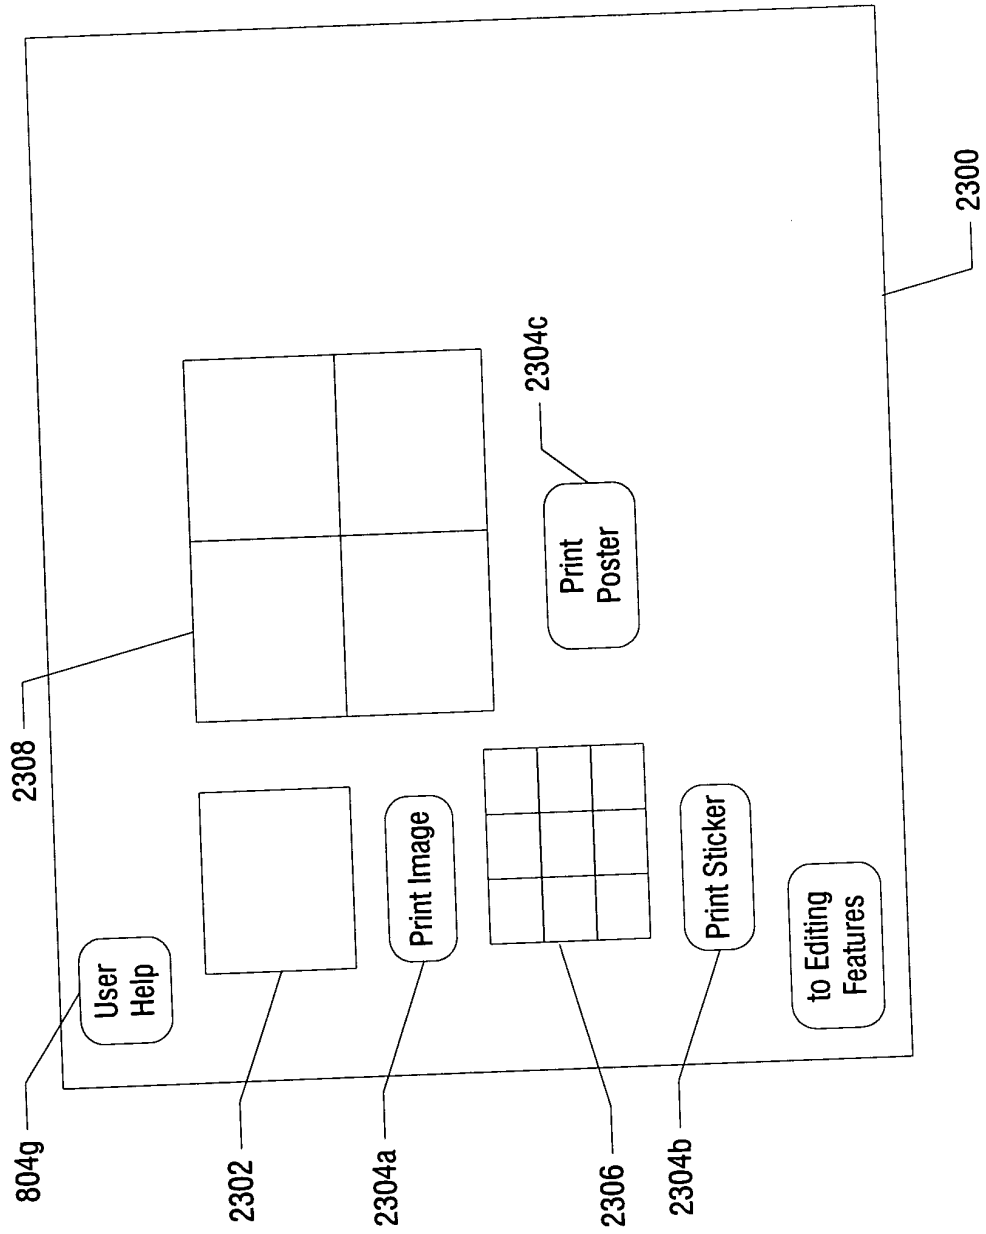 804g
User
Help
2302
2304a
Print Image
2306
2304b
Print Sticker
to Editing
Features
2308
2304c
Print
Poster
2300